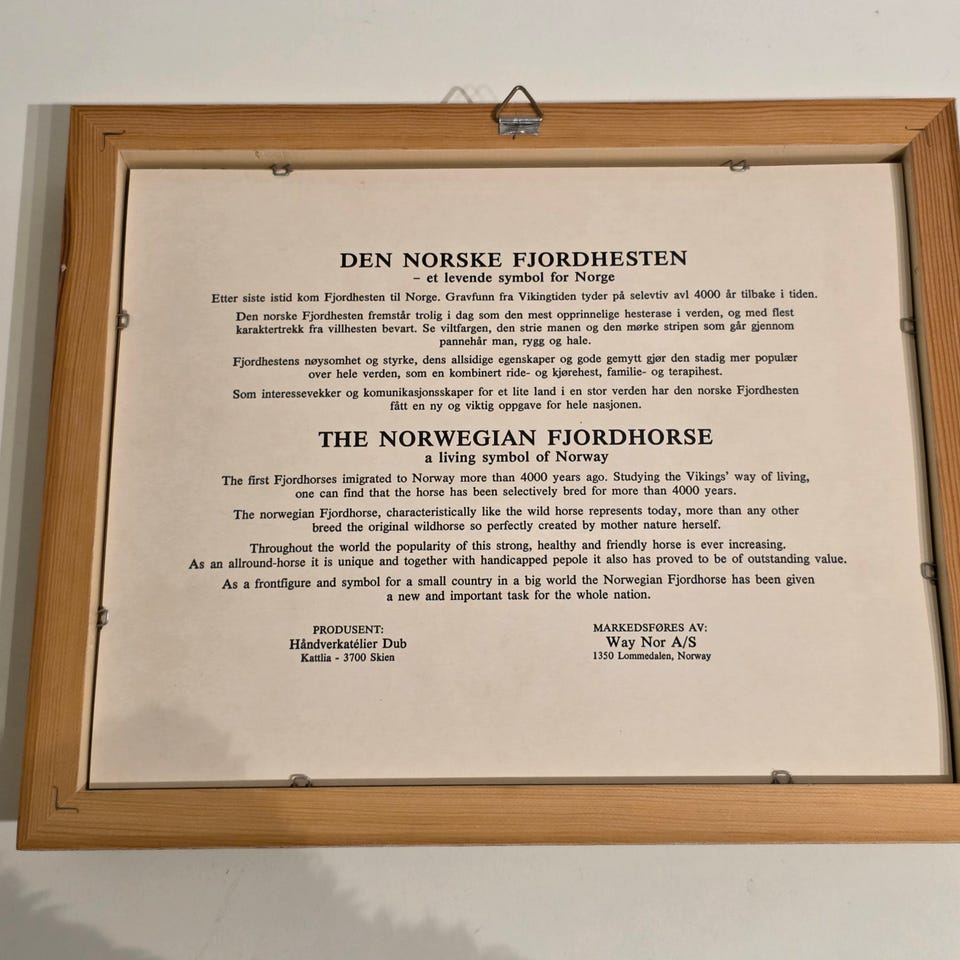 DEN NORSKE FJORDHESTEN
– et levende symbol for Norge
Etter siste istid kom Fjordhesten til Norge. Gravfunn fra Vikingtiden tyder på selevtiv avl 4000 år tilbake i tiden.
Den norske Fjordhesten fremstår trolig i dag som den mest opprinnelige hesterase i verden, og med flest
karaktertrekk fra villhesten bevart. Se viltfargen, den strie manen og den mørke stripen som går gjennom
pannehår man, rygg og hale.
Fjordhestens nøysomhet og styrke, dens allsidige egenskaper og gode gemytt gjør den stadig mer populær
over hele verden, som en kombinert ride- og kjørehest, familie- og terapihest.
Som interessevekker og komunikasjonsskaper for et lite land i en stor verden har den norske Fjordhesten
fått en ny og viktig oppgave for hele nasjonen.
THE NORWEGIAN FJORDHORSE
a living symbol of Norway
The first Fjordhorses imigrated to Norway more than 4000 years ago. Studying the Vikings' way of living,
one can find that the horse has been selectively bred for more than 4000 years.
The norwegian Fjordhorse, characteristically like the wild horse represents today, more than any other
breed the original wildhorse so perfectly created by mother nature herself.
Throughout the world the popularity of this strong, healthy and friendly horse is ever increasing.
As an allround-horse it is unique and together with handicapped pepole it also has proved to be of outstanding value.
As a frontfigure and symbol for a small country in a big world the Norwegian Fjordhorse has been given
a new and important task for the whole nation.
PRODUSENT:
Håndverkatélier Dub
Kattlia - 3700 Skien
MARKEDSFØRES AV:
Way Nor A/S
1350 Lommedalen, Norway